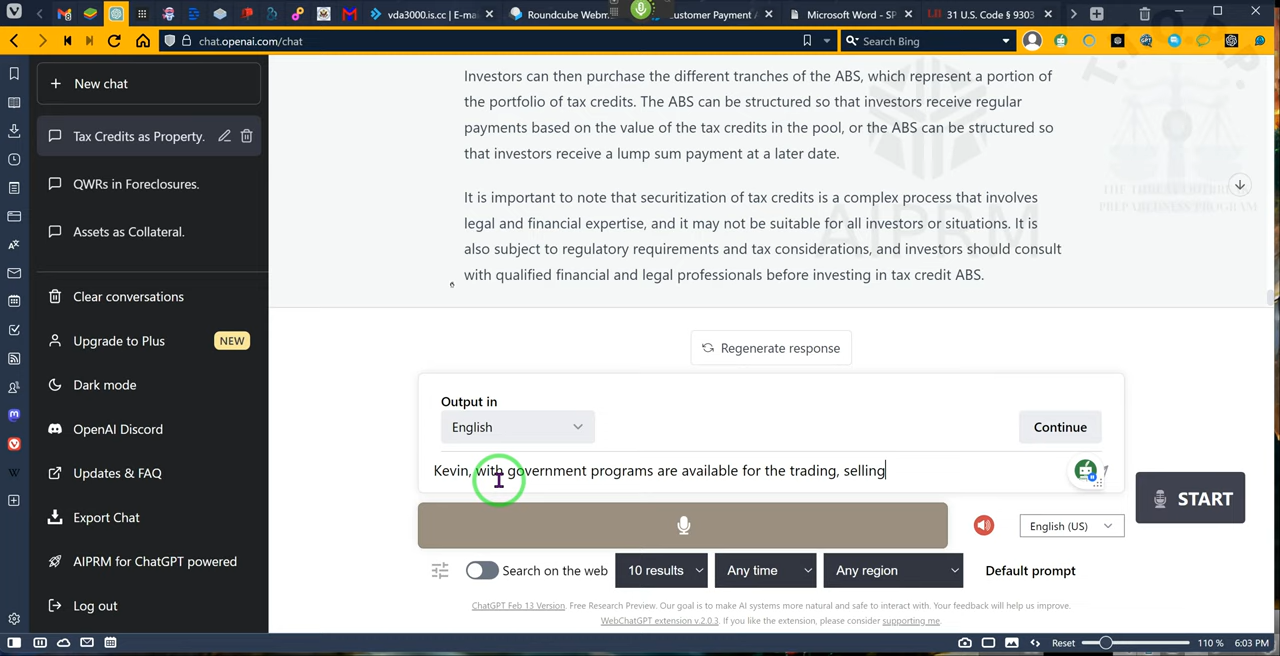 vda3000.is.cc | E-ma
Roundcube Webm
Customer Payment A
Microsoft Word - SP
31 U.S. Code § 9303
chat.openai.com/chat
Search Bing
New chat
Tax Credits as Property.
QWRs in Foreclosures.
Assets as Collateral.
Clear conversations
Upgrade to Plus
NEW
Dark mode
OpenAI Discord
Updates & FAQ
Export Chat
AIPRM for ChatGPT powered
Log out
Investors can then purchase the different tranches of the ABS, which represent a portion of
the portfolio of tax credits. The ABS can be structured so that investors receive regular
payments based on the value of the tax credits in the pool, or the ABS can be structured so
that investors receive a lump sum payment at a later date.
It is important to note that securitization of tax credits is a complex process that involves
legal and financial expertise, and it may not be suitable for all investors or situations. It is
also subject to regulatory requirements and tax considerations, and investors should consult
with qualified financial and legal professionals before investing in tax credit ABS.
AIPRM
PREPAREDNESS PROGRAM
Regenerate response
Output in
English
Continue
Kevin, with government programs are available for the trading, selling
START
English (US)
Search on the web
10 results
Any time
Any region
Default prompt
ChatGPT Feb 13 Version. Free Research Preview. Our goal is to make AI systems more natural and safe to interact with. Your feedback will help us improve.
WebChatGPT extension v.2.0.3. If you like the extension, please consider supporting me.
Reset
110 %
6:03 PM